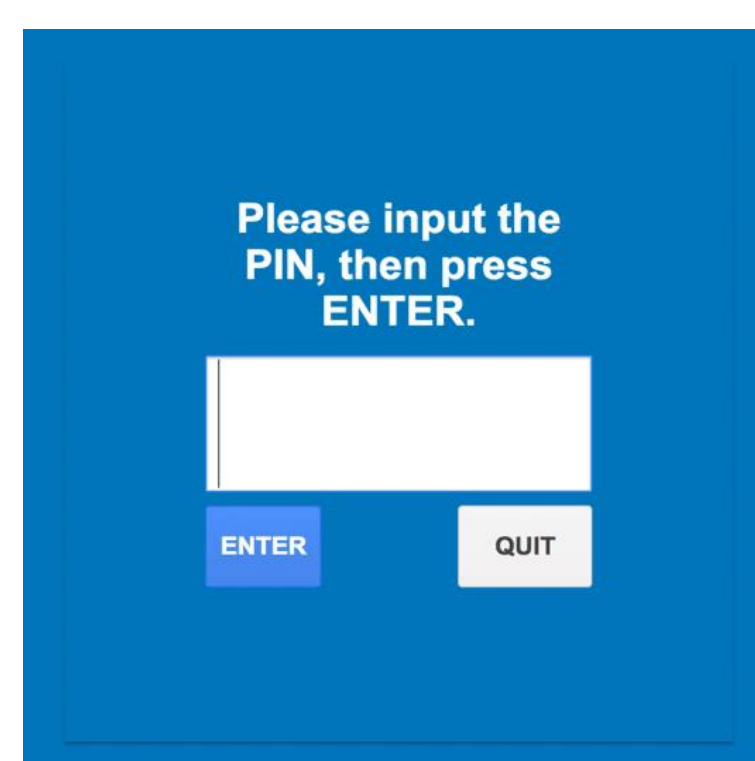 Please input the
PIN, then press
ENTER.
ENTER
QUIT